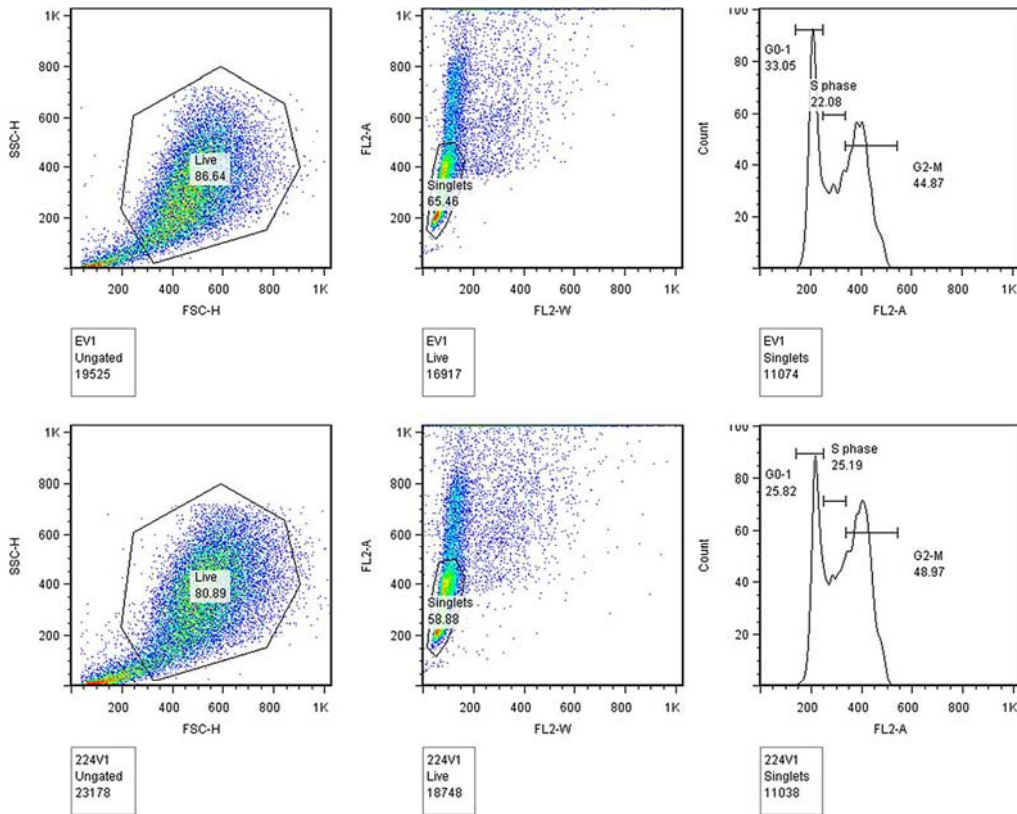 1K
800
600
400
200
SSC-H
Live
86.64
200 400 600 800 1K
FSC-H
EV1
Ungated
19525
1K
800
600
400
200
FL2-A
Singlets
65.46
200 400 600 800 1K
FL2-W
EV1
Live
16917
100
80
60
40
20
Count
G0-1
33.05
S phase
22.08
G2-M
44.87
200 400 600 800 1K
FL2-A
EV1
Singlets
11074
1K
800
600
400
200
SSC-H
Live
80.89
200 400 600 800 1K
FSC-H
224V1
Ungated
23178
1K
800
600
400
200
FL2-A
Singlets
58.88
200 400 600 800 1K
FL2-W
224V1
Live
18748
100
80
60
40
20
Count
G0-1
25.82
S phase
25.19
G2-M
48.97
200 400 600 800 1K
FL2-A
224V1
Singlets
11038